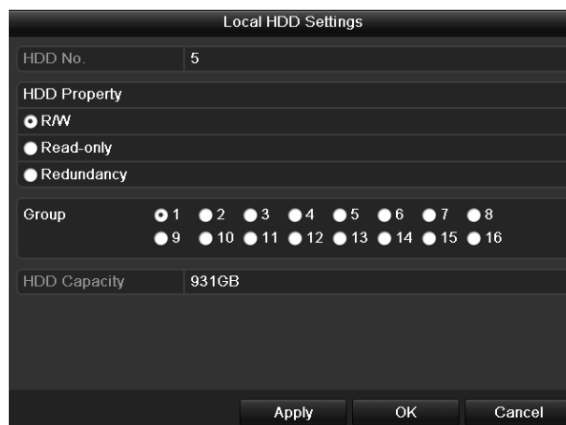 Local HDD Settings
HDD No. 5
HDD Property
R/W
Read-only
Redundancy
Group 1 2 3 4 5 6 7 8
9 10 11 12 13 14 15 16
HDD Capacity 931GB
Apply OK Cancel